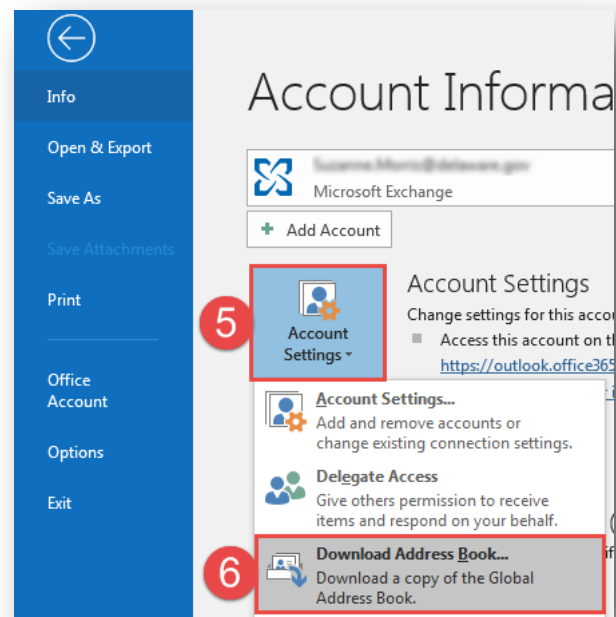 Info
Open & Export
Save As
Save Attachments
Print
Office
Account
Options
Exit
Account Informa
Microsoft Exchange
Add Account
5
Account
Settings
Account Settings
Change settings for this accou
Access this account on th
https://outlook.office365
Account Settings...
Add and remove accounts or
change existing connection settings.
Delegate Access
Give others permission to receive
items and respond on your behalf.
6
Download Address Book...
Download a copy of the Global
Address Book.